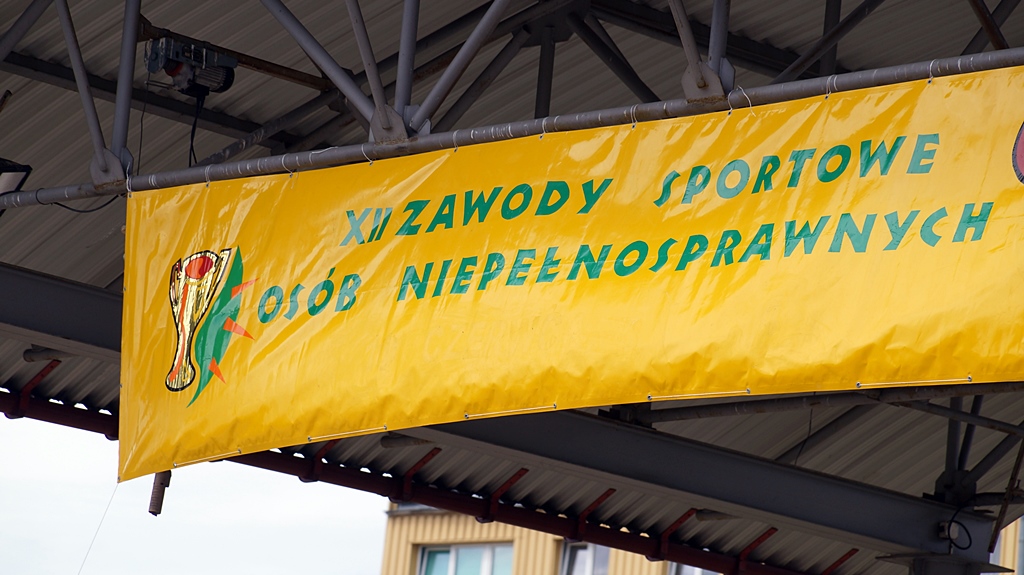 XII ZAWODY SPORTOWE
OSÓB NIEPEŁNOSPRAWNYCH